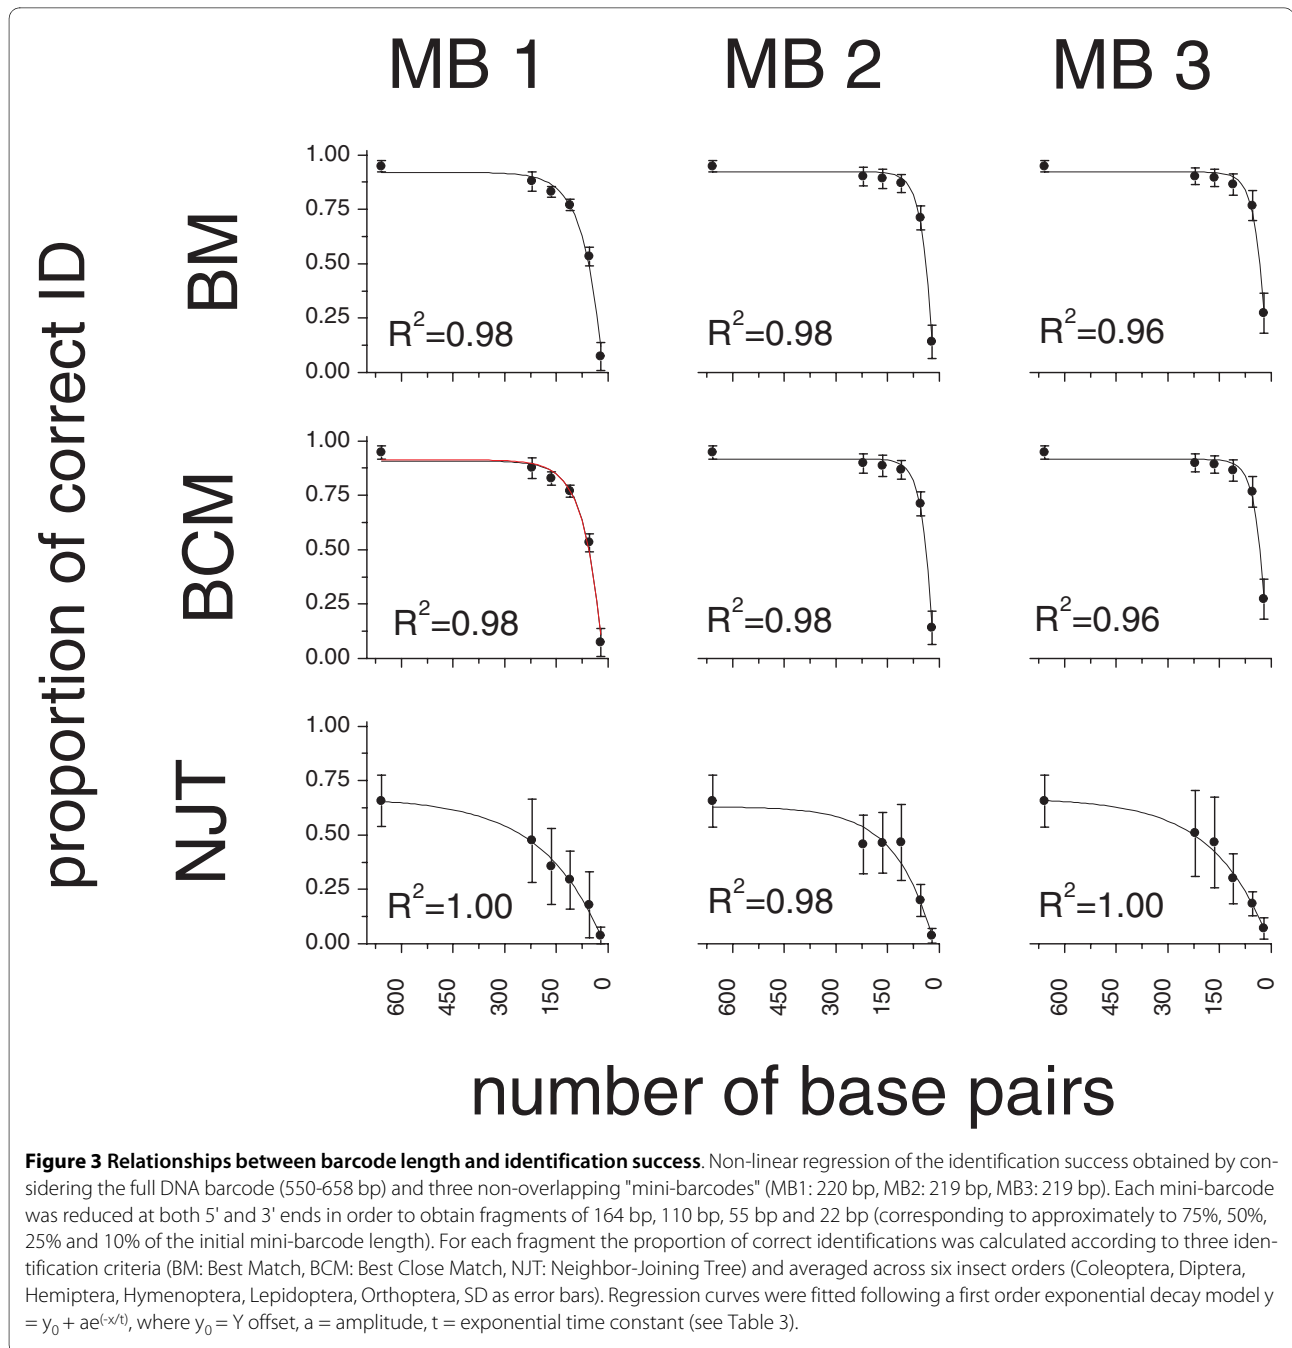 MB 1 MB 2 MB 3
proportion of correct ID
BM
1.00
0.75
0.50
0.25
0.00
R²=0.98
R²=0.98
R²=0.96
BCM
1.00
0.75
0.50
0.25
0.00
R²=0.98
R²=0.98
R²=0.96
NJT
1.00
0.75
0.50
0.25
0.00
R²=1.00
R²=0.98
R²=1.00
600 450 300 150 0 600 450 300 150 0 600 450 300 150 0
number of base pairs
Figure 3 Relationships between barcode length and identification success. Non-linear regression of the identification success obtained by con-
sidering the full DNA barcode (550-658 bp) and three non-overlapping "mini-barcodes" (MB1: 220 bp, MB2: 219 bp, MB3: 219 bp). Each mini-barcode
was reduced at both 5' and 3' ends in order to obtain fragments of 164 bp, 110 bp, 55 bp and 22 bp (corresponding to approximately to 75%, 50%,
25% and 10% of the initial mini-barcode length). For each fragment the proportion of correct identifications was calculated according to three iden-
tification criteria (BM: Best Match, BCM: Best Close Match, NJT: Neighbor-Joining Tree) and averaged across six insect orders (Coleoptera, Diptera,
Hemiptera, Hymenoptera, Lepidoptera, Orthoptera, SD as error bars). Regression curves were fitted following a first order exponential decay model y
= y₀ + ae(-x/t), where y₀ = Y offset, a = amplitude, t = exponential time constant (see Table 3).